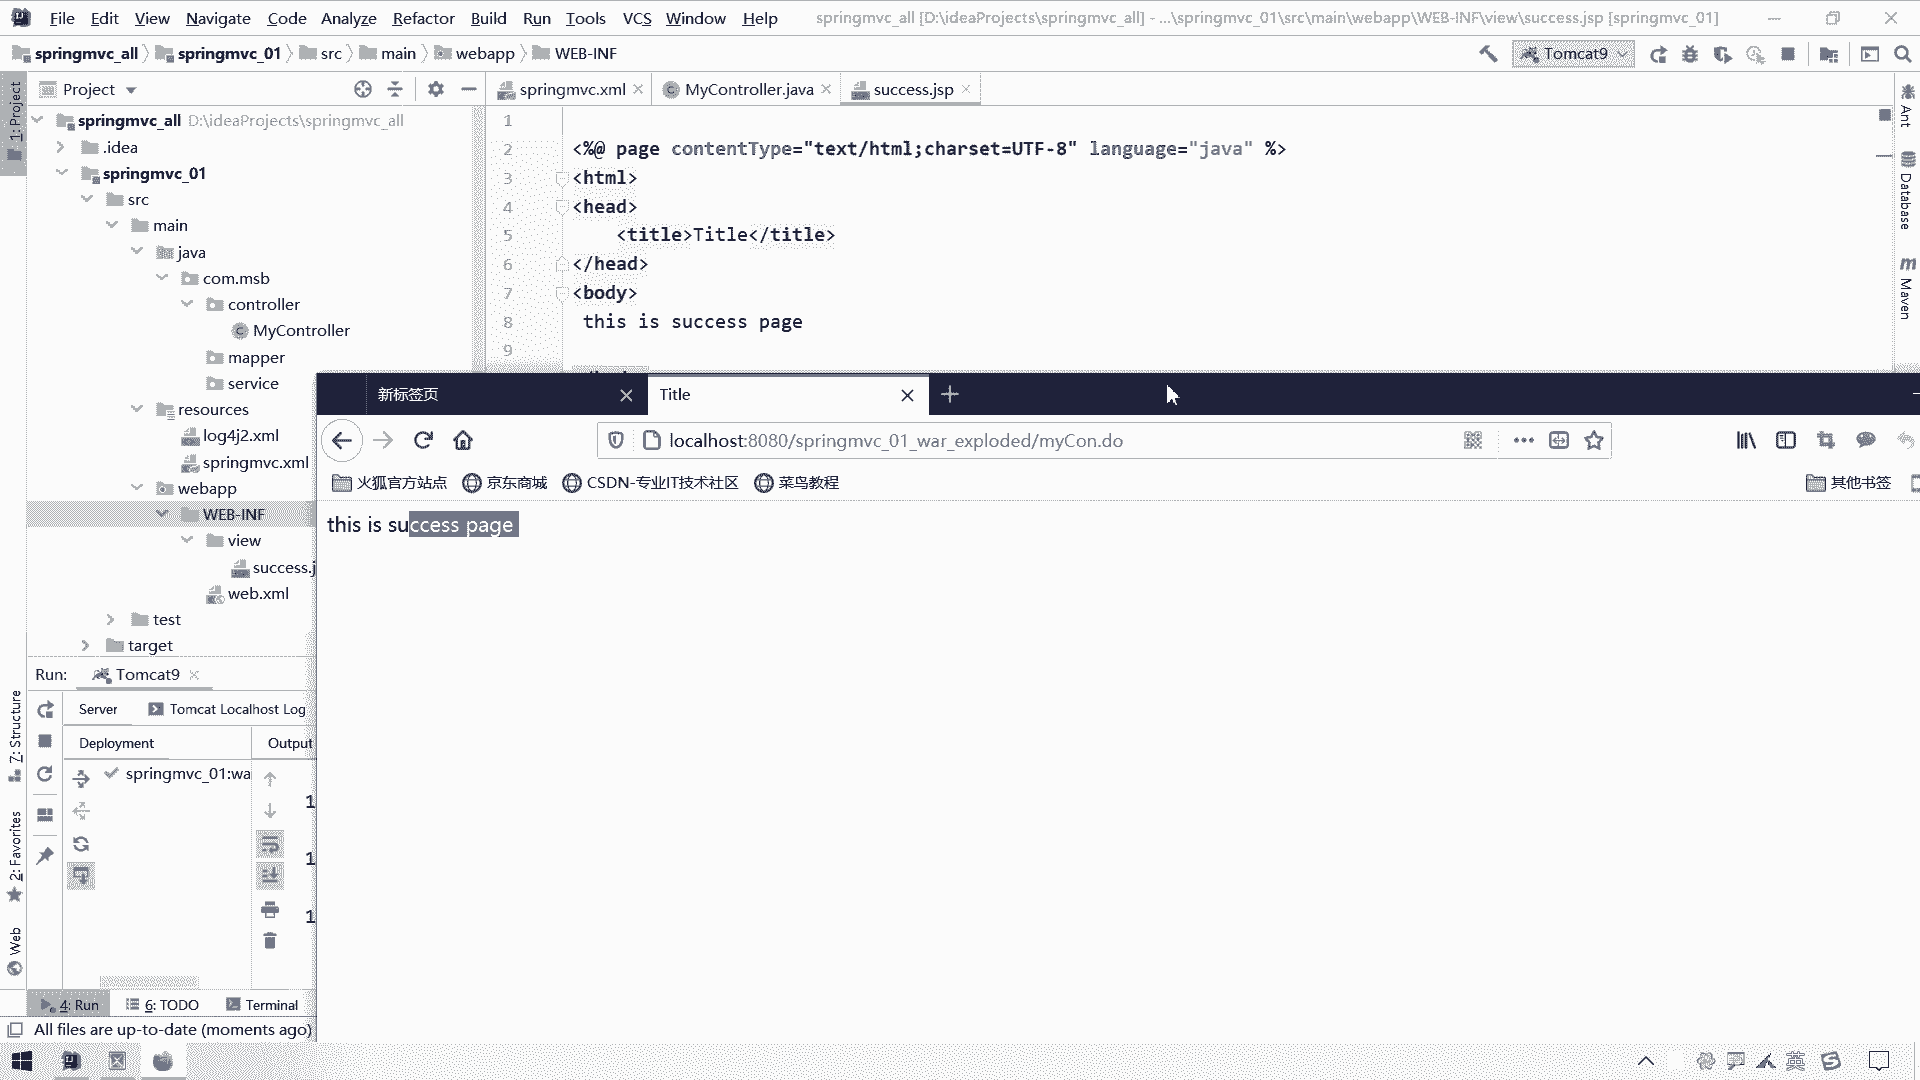 File Edit View Navigate Code Analyze Refactor Build Run Tools VCS Window Help springmvc_all [D:\ideaProjects\springmvc_all] - ...\springmvc_01\src\main\webapp\WEB-INF\view\success.jsp [springmvc_01]
springmvc_all springmvc_01 src main webapp WEB-INF Tomcat9
Project springmvc.xml MyController.java success.jsp
1: Project
springmvc_all D:\ideaProjects\springmvc_all
.idea
springmvc_01
src
main
java
com.msb
controller
MyController
mapper
service
resources
log4j2.xml
springmvc.xml
webapp
WEB-INF
view
success.j
web.xml
test
target
1
2 <%@ page contentType="text/html;charset=UTF-8" language="java" %>
3 <html>
4 <head>
5 <title>Title</title>
6 </head>
7 <body>
8 this is success page
9
Ant
Database
m Maven
新标签页 Title
localhost:8080/springmvc_01_war_exploded/myCon.do
火狐官方站点 京东商城 CSDN-专业IT技术社区 菜鸟教程 其他书签
this is success page
Run: Tomcat9
Server Tomcat Localhost Log
Deployment Output
springmvc_01:wa
1
1
1
7: Structure
2: Favorites
Web
4: Run 6: TODO Terminal
All files are up-to-date (moments ago)
英